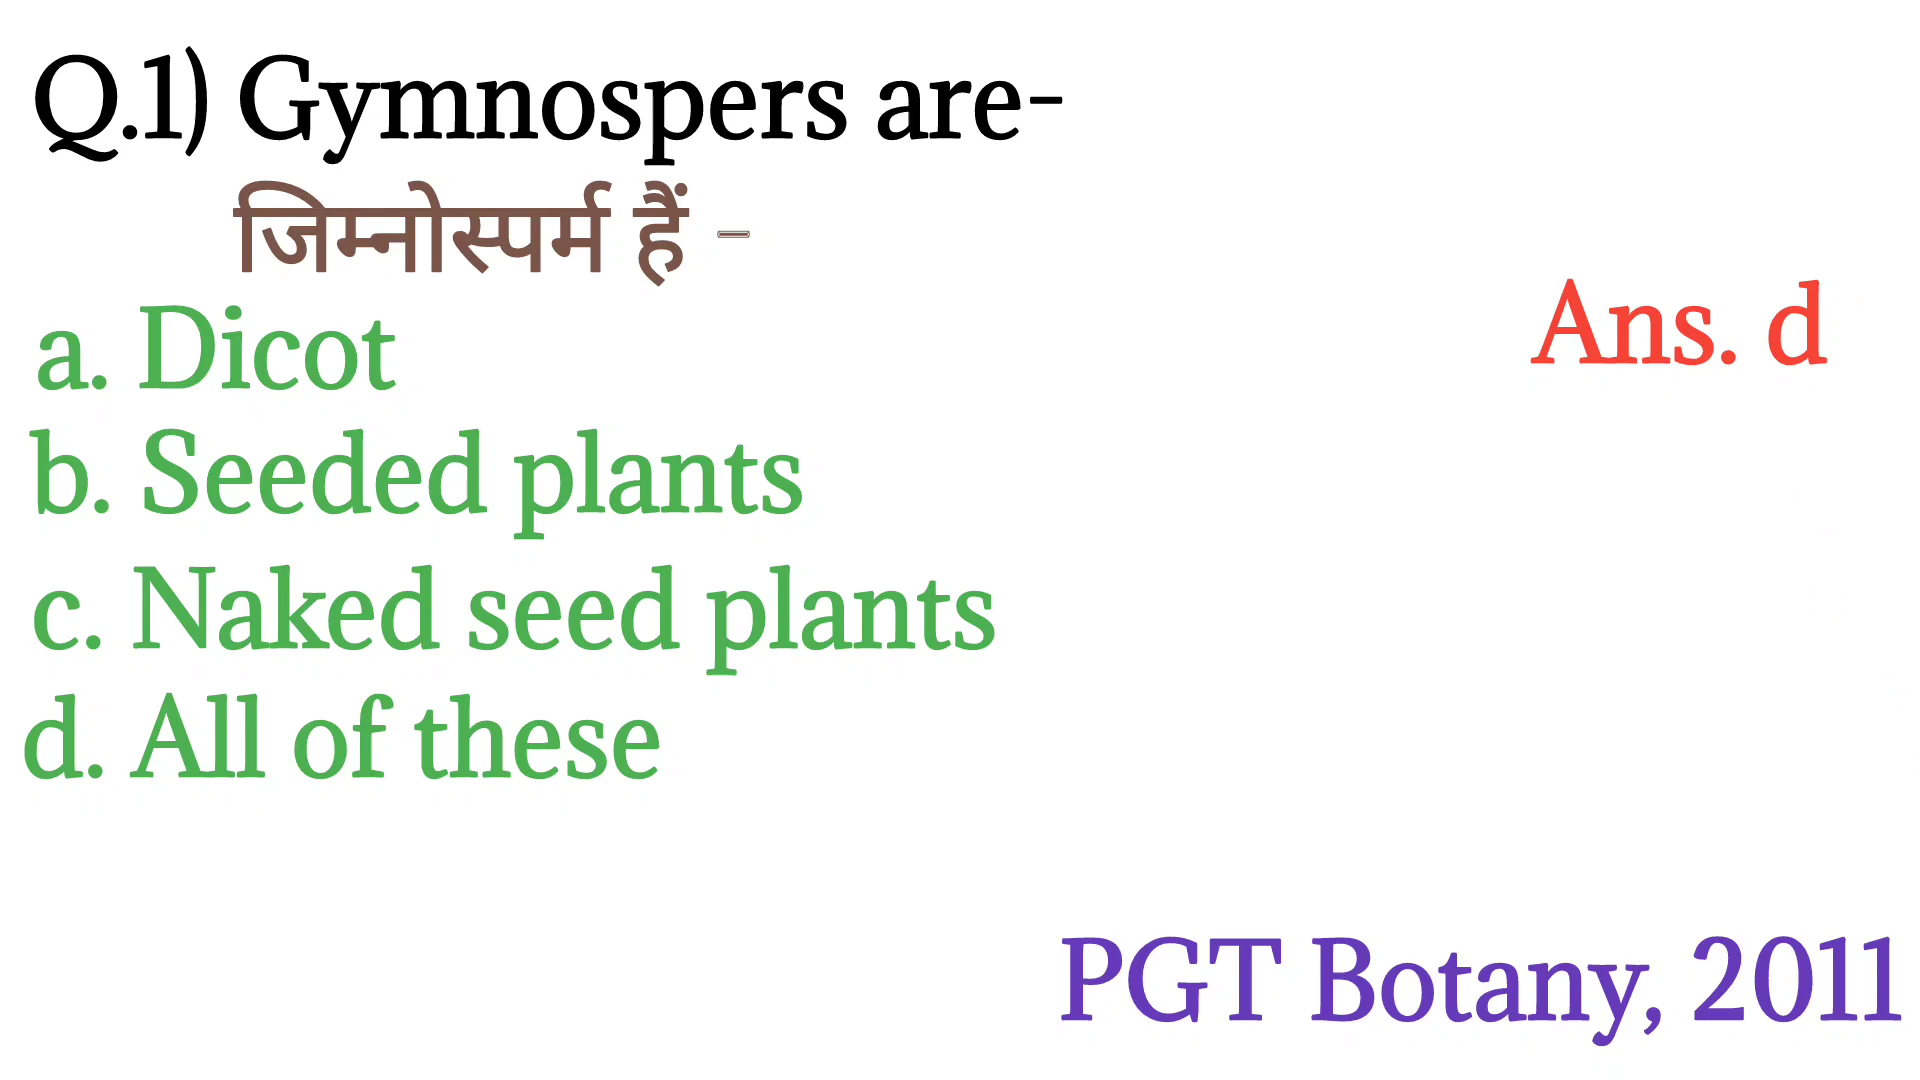 Q.1) Gymnospers are-
जिम्नोस्पर्म हैं -
a. Dicot
Ans. d
b. Seeded plants
c. Naked seed plants
d. All of these
PGT Botany, 2011